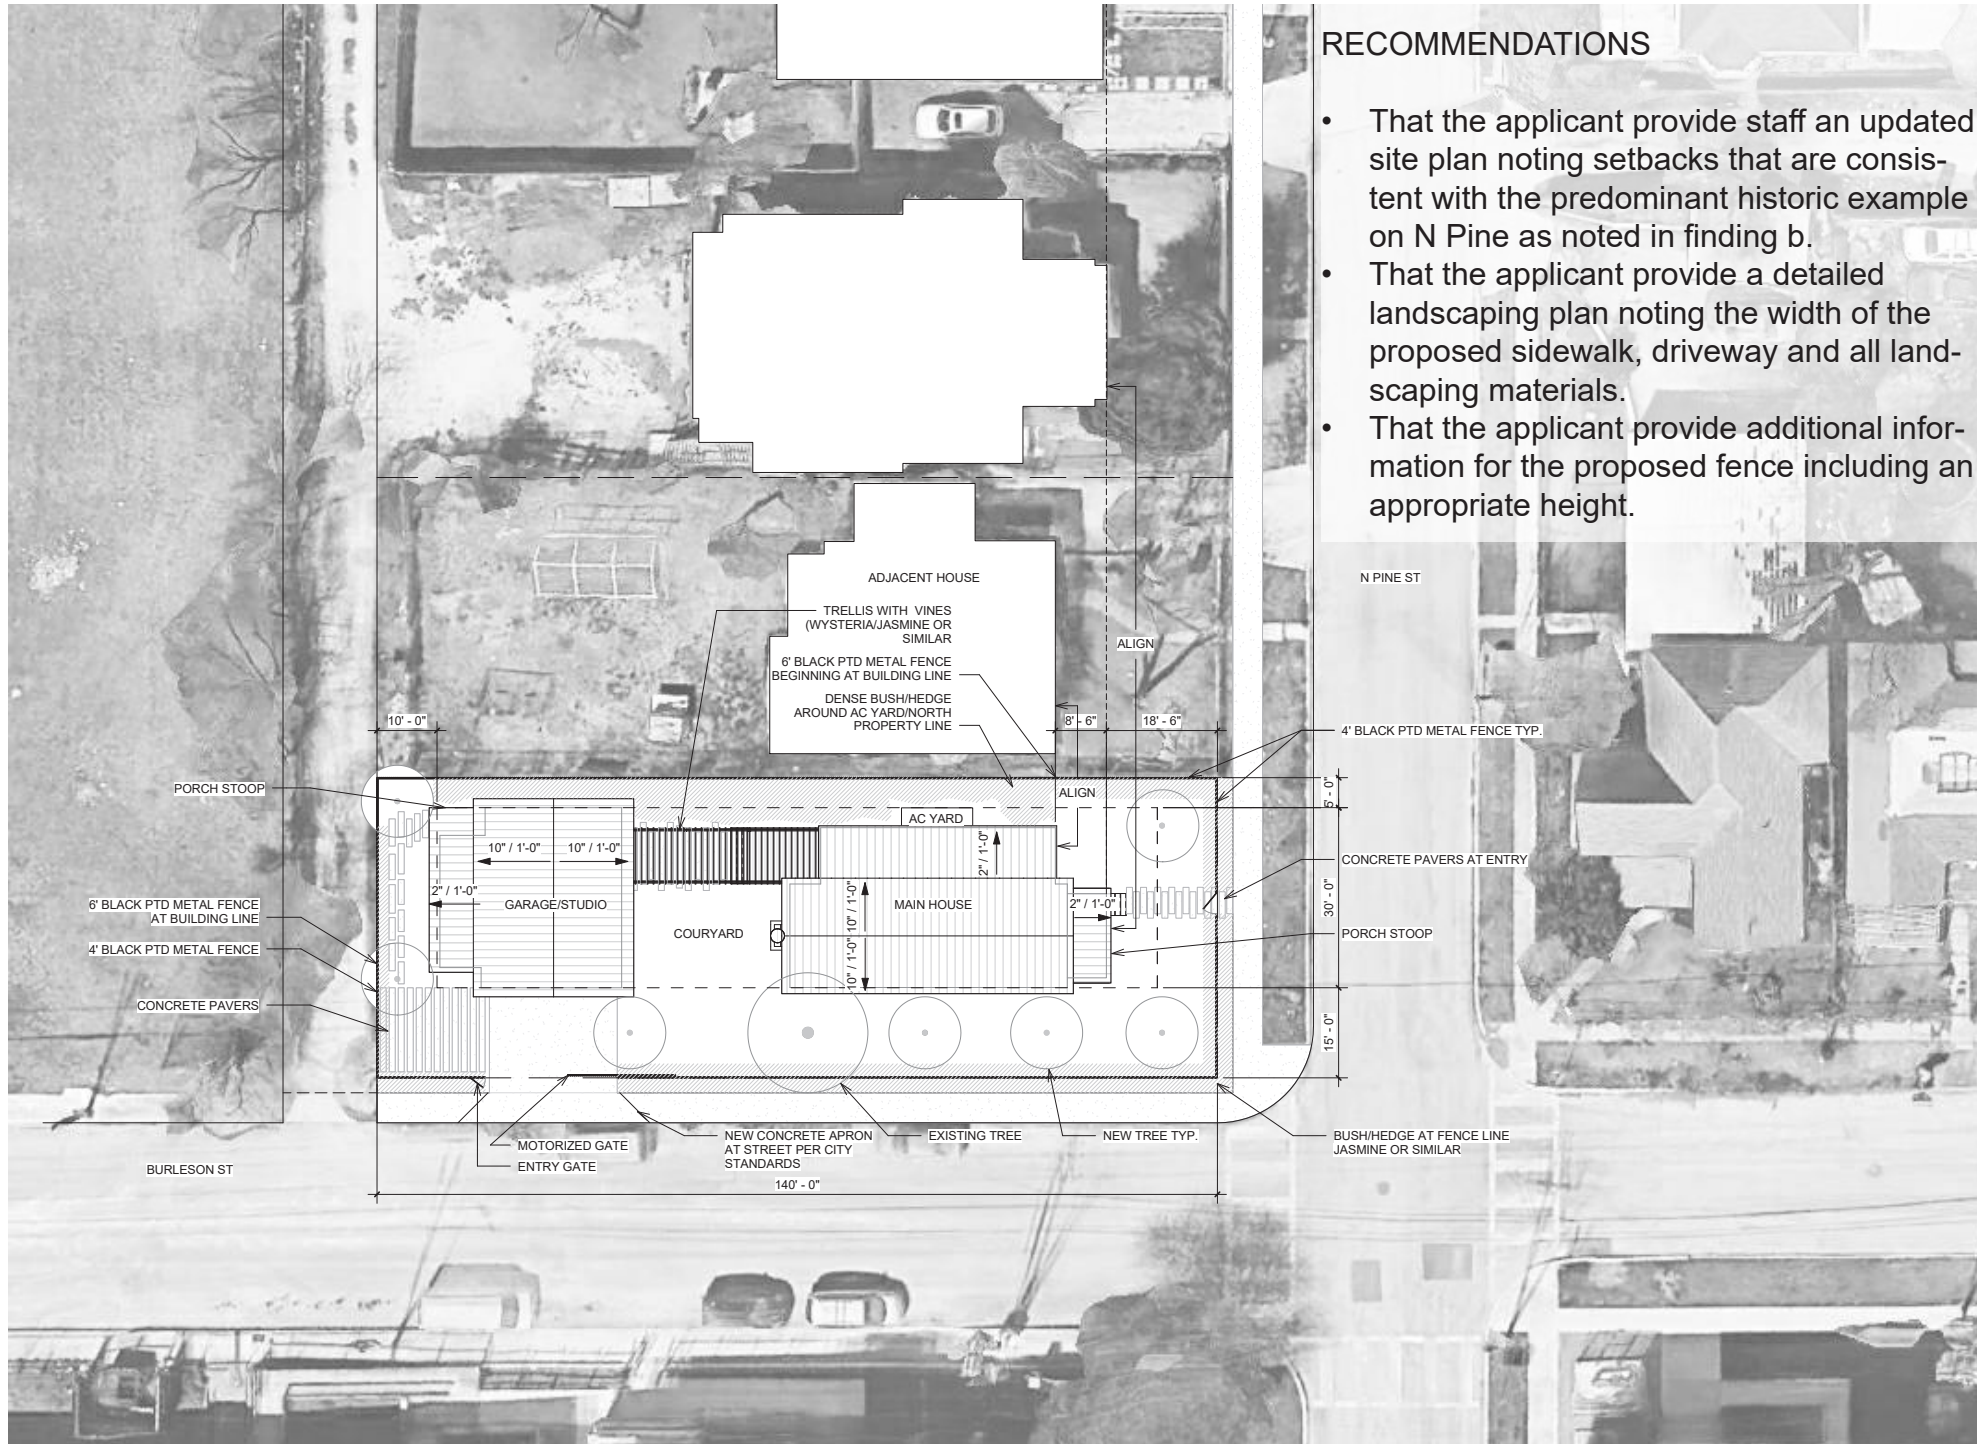 RECOMMENDATIONS
• That the applicant provide staff an updated
site plan noting setbacks that are consis-
tent with the predominant historic example
on N Pine as noted in finding b.
• That the applicant provide a detailed
landscaping plan noting the width of the
proposed sidewalk, driveway and all land-
scaping materials.
• That the applicant provide additional infor-
mation for the proposed fence including an
appropriate height.
N PINE ST
ADJACENT HOUSE
TRELLIS WITH VINES
(WYSTERIA/JASMINE OR
SIMILAR
ALIGN
6' BLACK PTD METAL FENCE
BEGINNING AT BUILDING LINE
DENSE BUSH/HEDGE
AROUND AC YARD/NORTH
PROPERTY LINE
10' - 0"
8' - 6"
18' - 6"
4' BLACK PTD METAL FENCE TYP.
PORCH STOOP
ALIGN
5' - 0"
AC YARD
10" / 1'-0"
10" / 1'-0"
2" / 1'-0"
CONCRETE PAVERS AT ENTRY
2" / 1'-0"
6' BLACK PTD METAL FENCE
AT BUILDING LINE
GARAGE/STUDIO
10" / 1'-0"
MAIN HOUSE
2" / 1'-0"
30' - 0"
COURYARD
PORCH STOOP
4' BLACK PTD METAL FENCE
10" / 1'-0"
CONCRETE PAVERS
15' - 0"
MOTORIZED GATE
ENTRY GATE
NEW CONCRETE APRON
AT STREET PER CITY
STANDARDS
EXISTING TREE
NEW TREE TYP.
BUSH/HEDGE AT FENCE LINE
JASMINE OR SIMILAR
BURLESON ST
140' - 0"